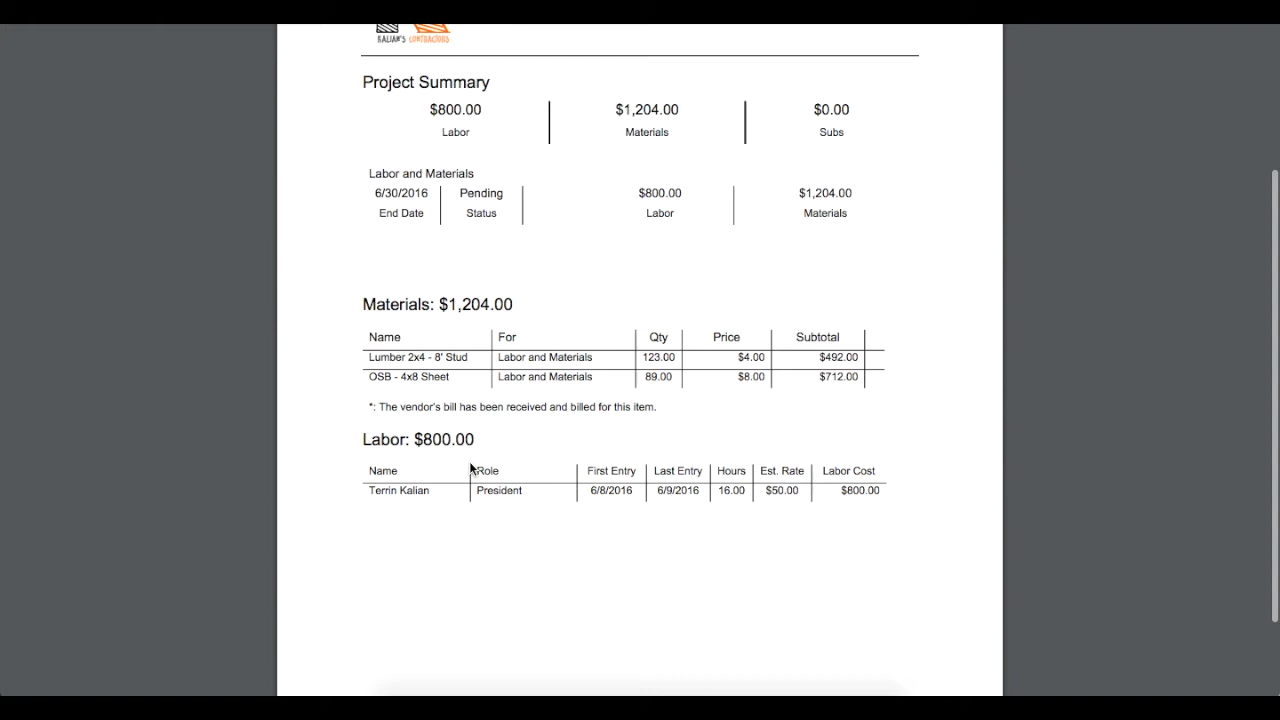 KALIAN'S CONTRACTORS
Project Summary
$800.00 $1,204.00 $0.00
Labor Materials Subs
Labor and Materials
6/30/2016 Pending $800.00 $1,204.00
End Date Status Labor Materials
Materials: $1,204.00
Name For Qty Price Subtotal
Lumber 2x4 - 8' Stud Labor and Materials 123.00 $4.00 $492.00
OSB - 4x8 Sheet Labor and Materials 89.00 $8.00 $712.00
*: The vendor's bill has been received and billed for this item.
Labor: $800.00
Name Role First Entry Last Entry Hours Est. Rate Labor Cost
Terrin Kalian President 6/8/2016 6/9/2016 16.00 $50.00 $800.00